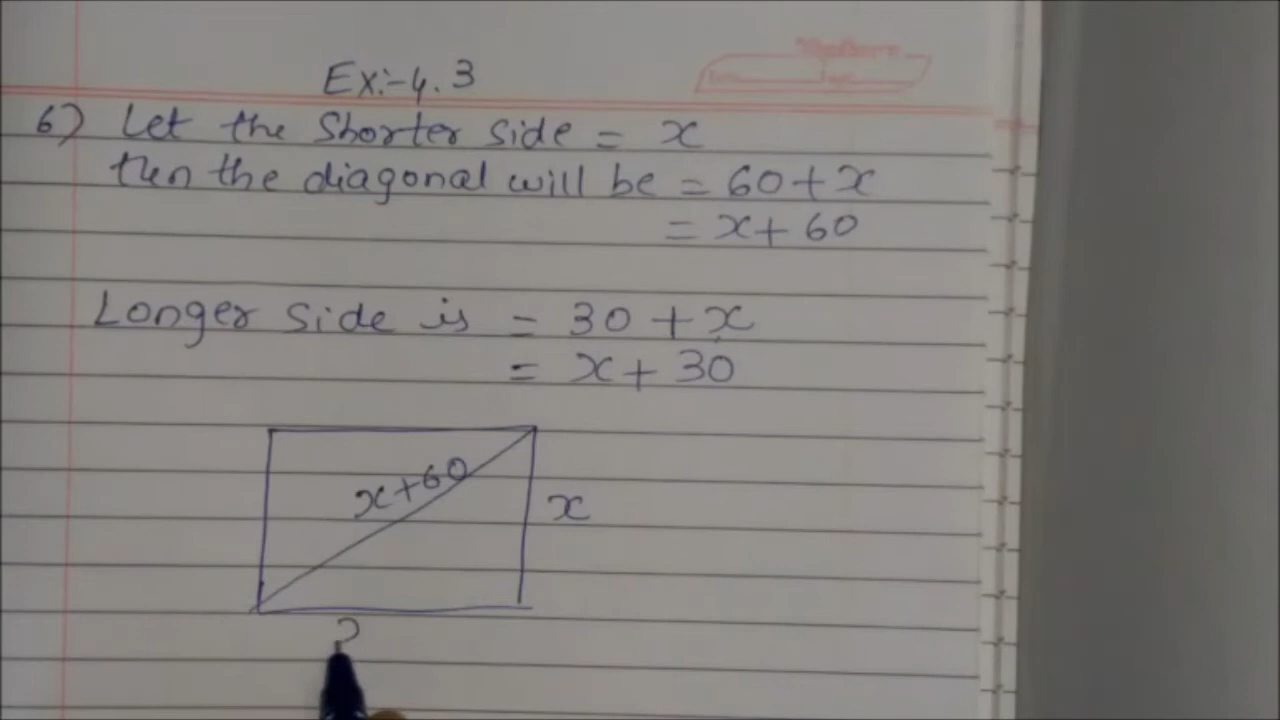 Ex:-4.3
6) Let the Shorter side = x
then the diagonal will be = 60+x
= x+60
Longer side is = 30+x
= x+30
x+60
x